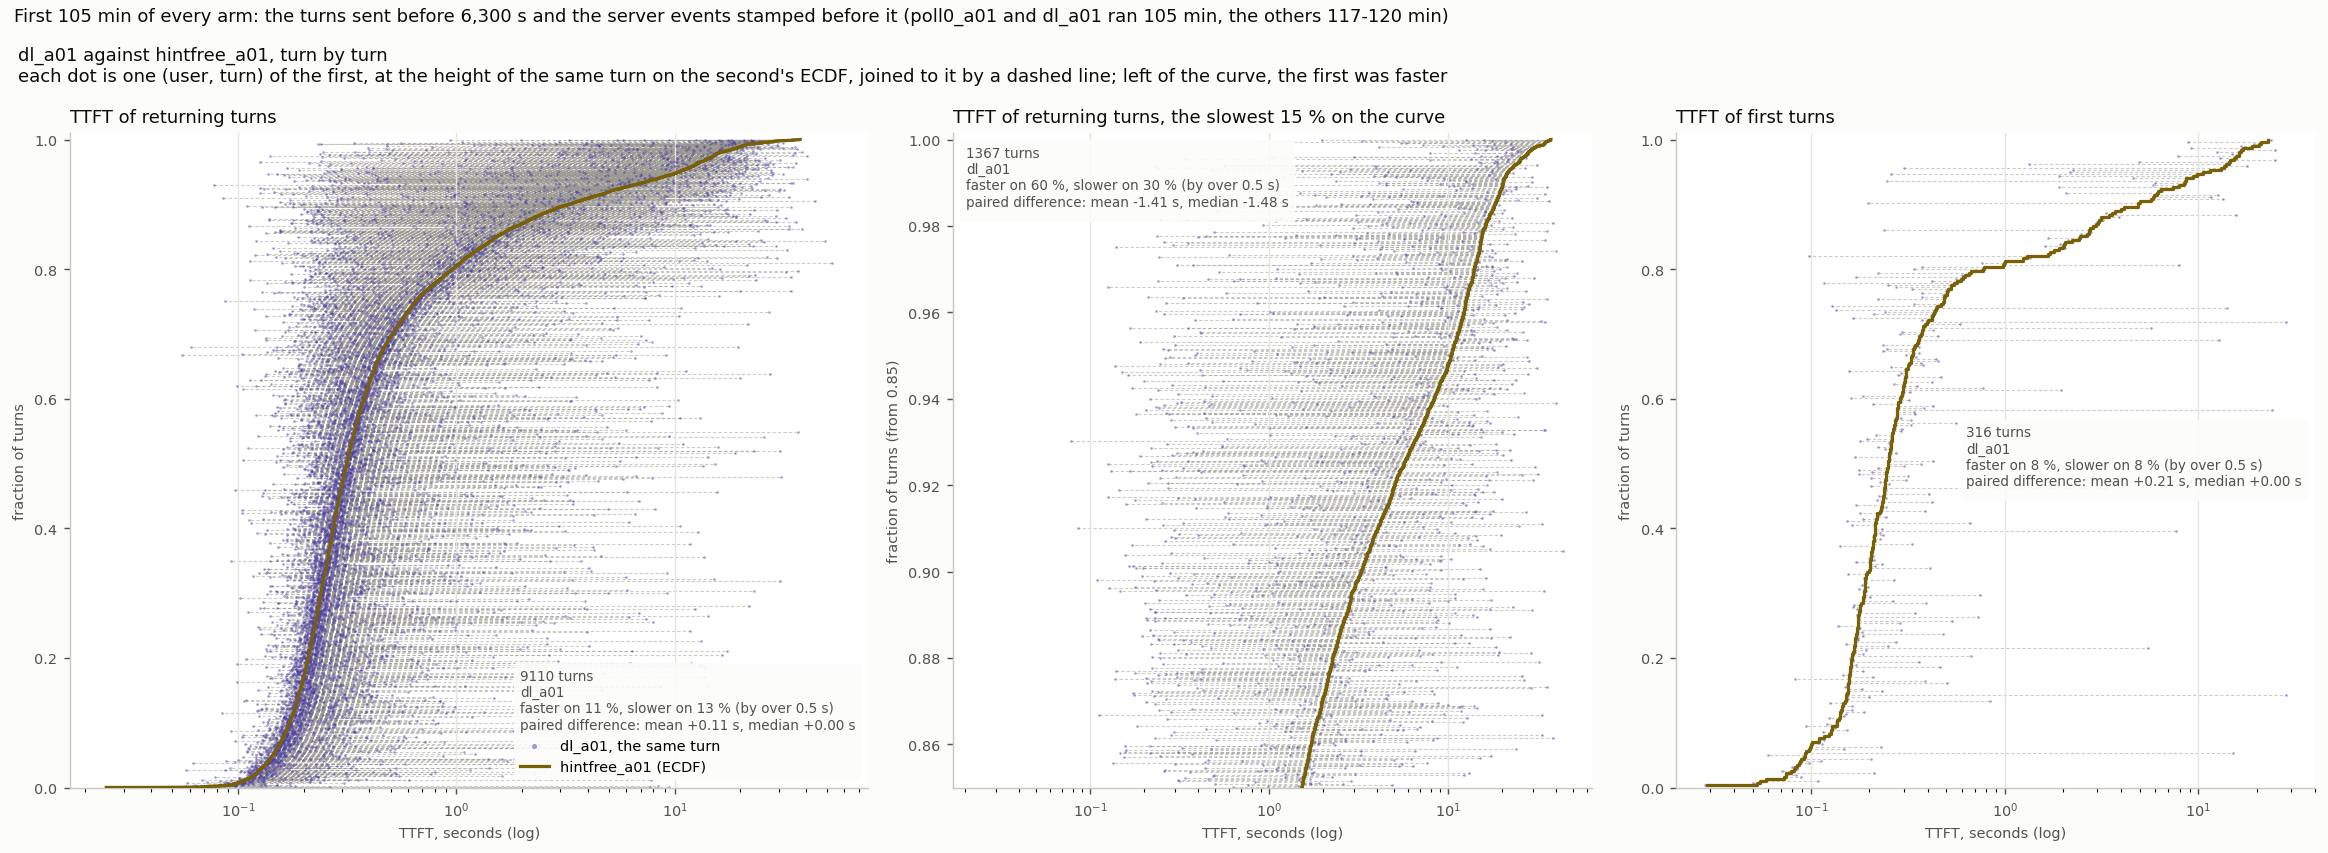 First 105 min of every arm: the turns sent before 6,300 s and the server events stamped before it (poll0_a01 and dl_a01 ran 105 min, the others 117-120 min)
dl_a01 against hintfree_a01, turn by turn
each dot is one (user, turn) of the first, at the height of the same turn on the second's ECDF, joined to it by a dashed line; left of the curve, the first was faster
TTFT of returning turns
1.0
0.8
0.6
0.4
0.2
0.0
fraction of turns
9110 turns
dl_a01
faster on 11 %, slower on 13 % (by over 0.5 s)
paired difference: mean +0.11 s, median +0.00 s
dl_a01, the same turn
hintfree_a01 (ECDF)
10⁻¹ 10⁰ 10¹
TTFT, seconds (log)
TTFT of returning turns, the slowest 15 % on the curve
1.00
0.98
0.96
0.94
0.92
0.90
0.88
0.86
fraction of turns (from 0.85)
1367 turns
dl_a01
faster on 60 %, slower on 30 % (by over 0.5 s)
paired difference: mean -1.41 s, median -1.48 s
10⁻¹ 10⁰ 10¹
TTFT, seconds (log)
TTFT of first turns
1.0
0.8
0.6
0.4
0.2
0.0
fraction of turns
316 turns
dl_a01
faster on 8 %, slower on 8 % (by over 0.5 s)
paired difference: mean +0.21 s, median +0.00 s
10⁻¹ 10⁰ 10¹
TTFT, seconds (log)